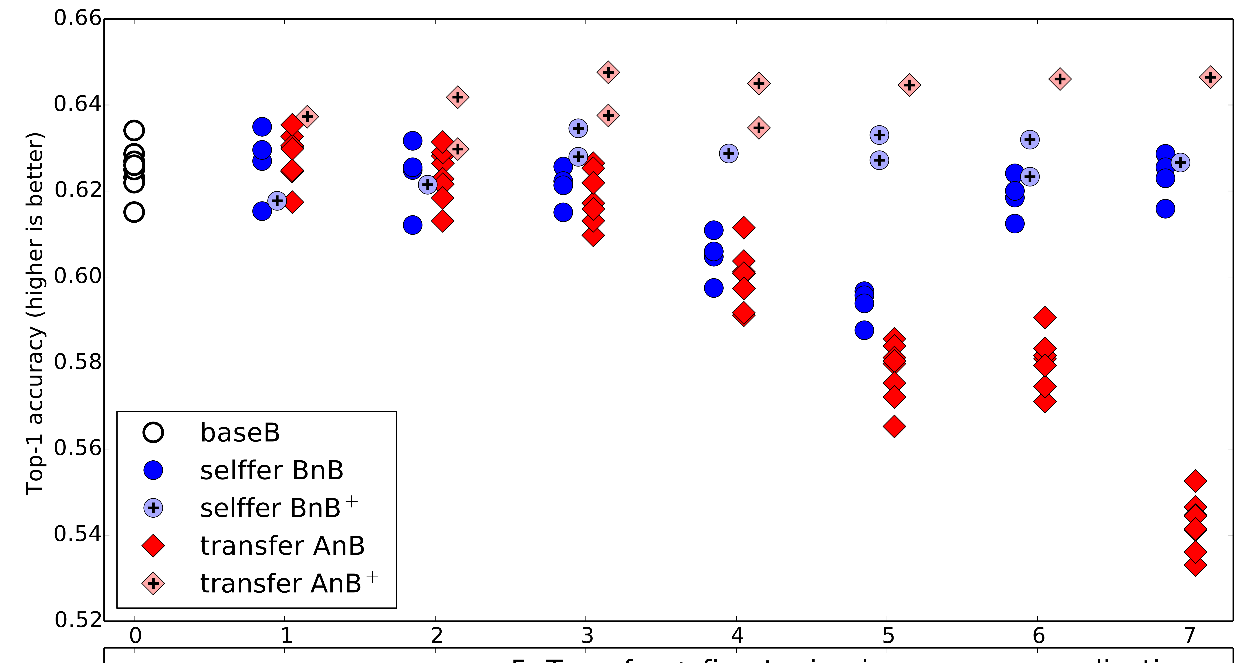 0.66
0.64
0.62
0.60
0.58
0.56
0.54
0.52
Top-1 accuracy (higher is better)
baseB
selffer BnB
selffer BnB⁺
transfer AnB
transfer AnB⁺
0 1 2 3 4 5 6 7
5: Transfer